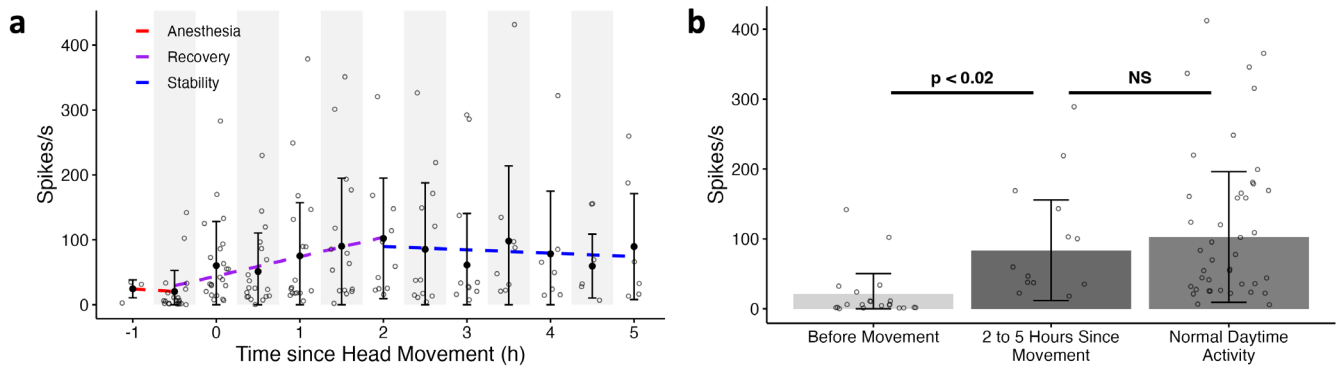 a
Spikes/s
400
300
200
100
0
Anesthesia
Recovery
Stability
-1
0
1
2
3
4
5
Time since Head Movement (h)
b
Spikes/s
400
300
200
100
0
p < 0.02
NS
Before Movement
2 to 5 Hours Since
Movement
Normal Daytime
Activity